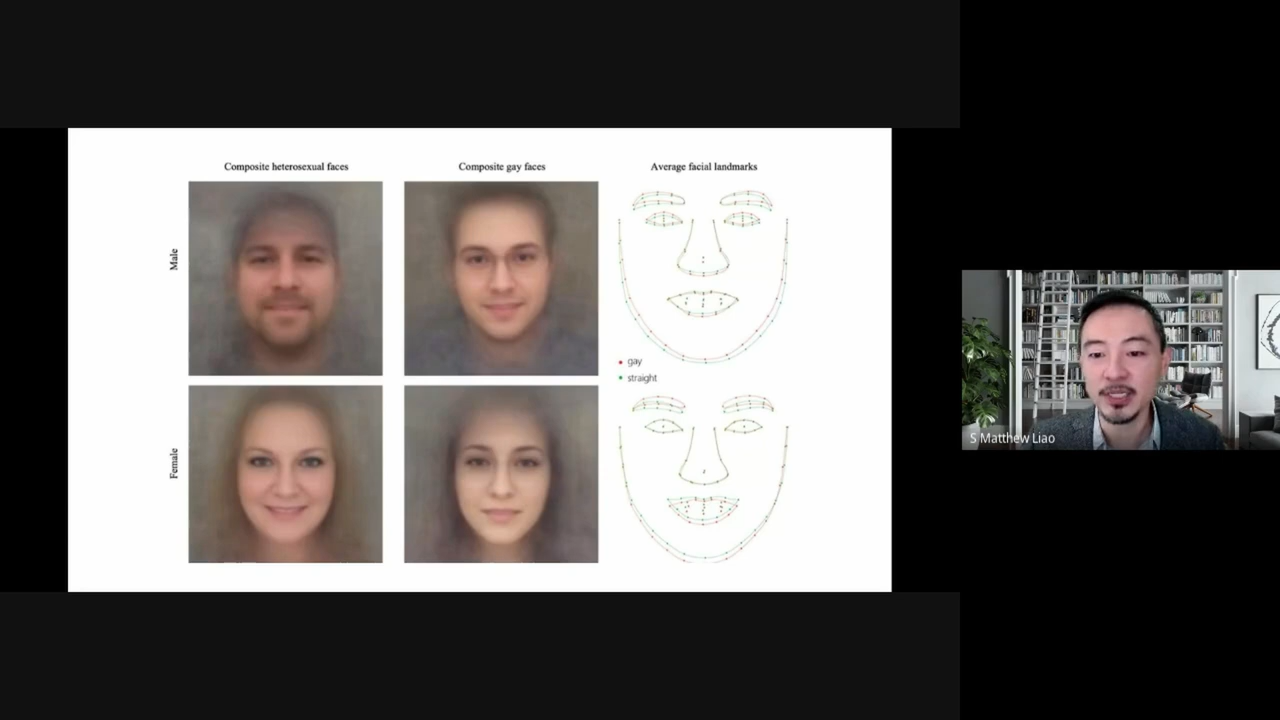 Composite heterosexual faces
Composite gay faces
Average facial landmarks
Male
gay
straight
Female
S Matthew Liao